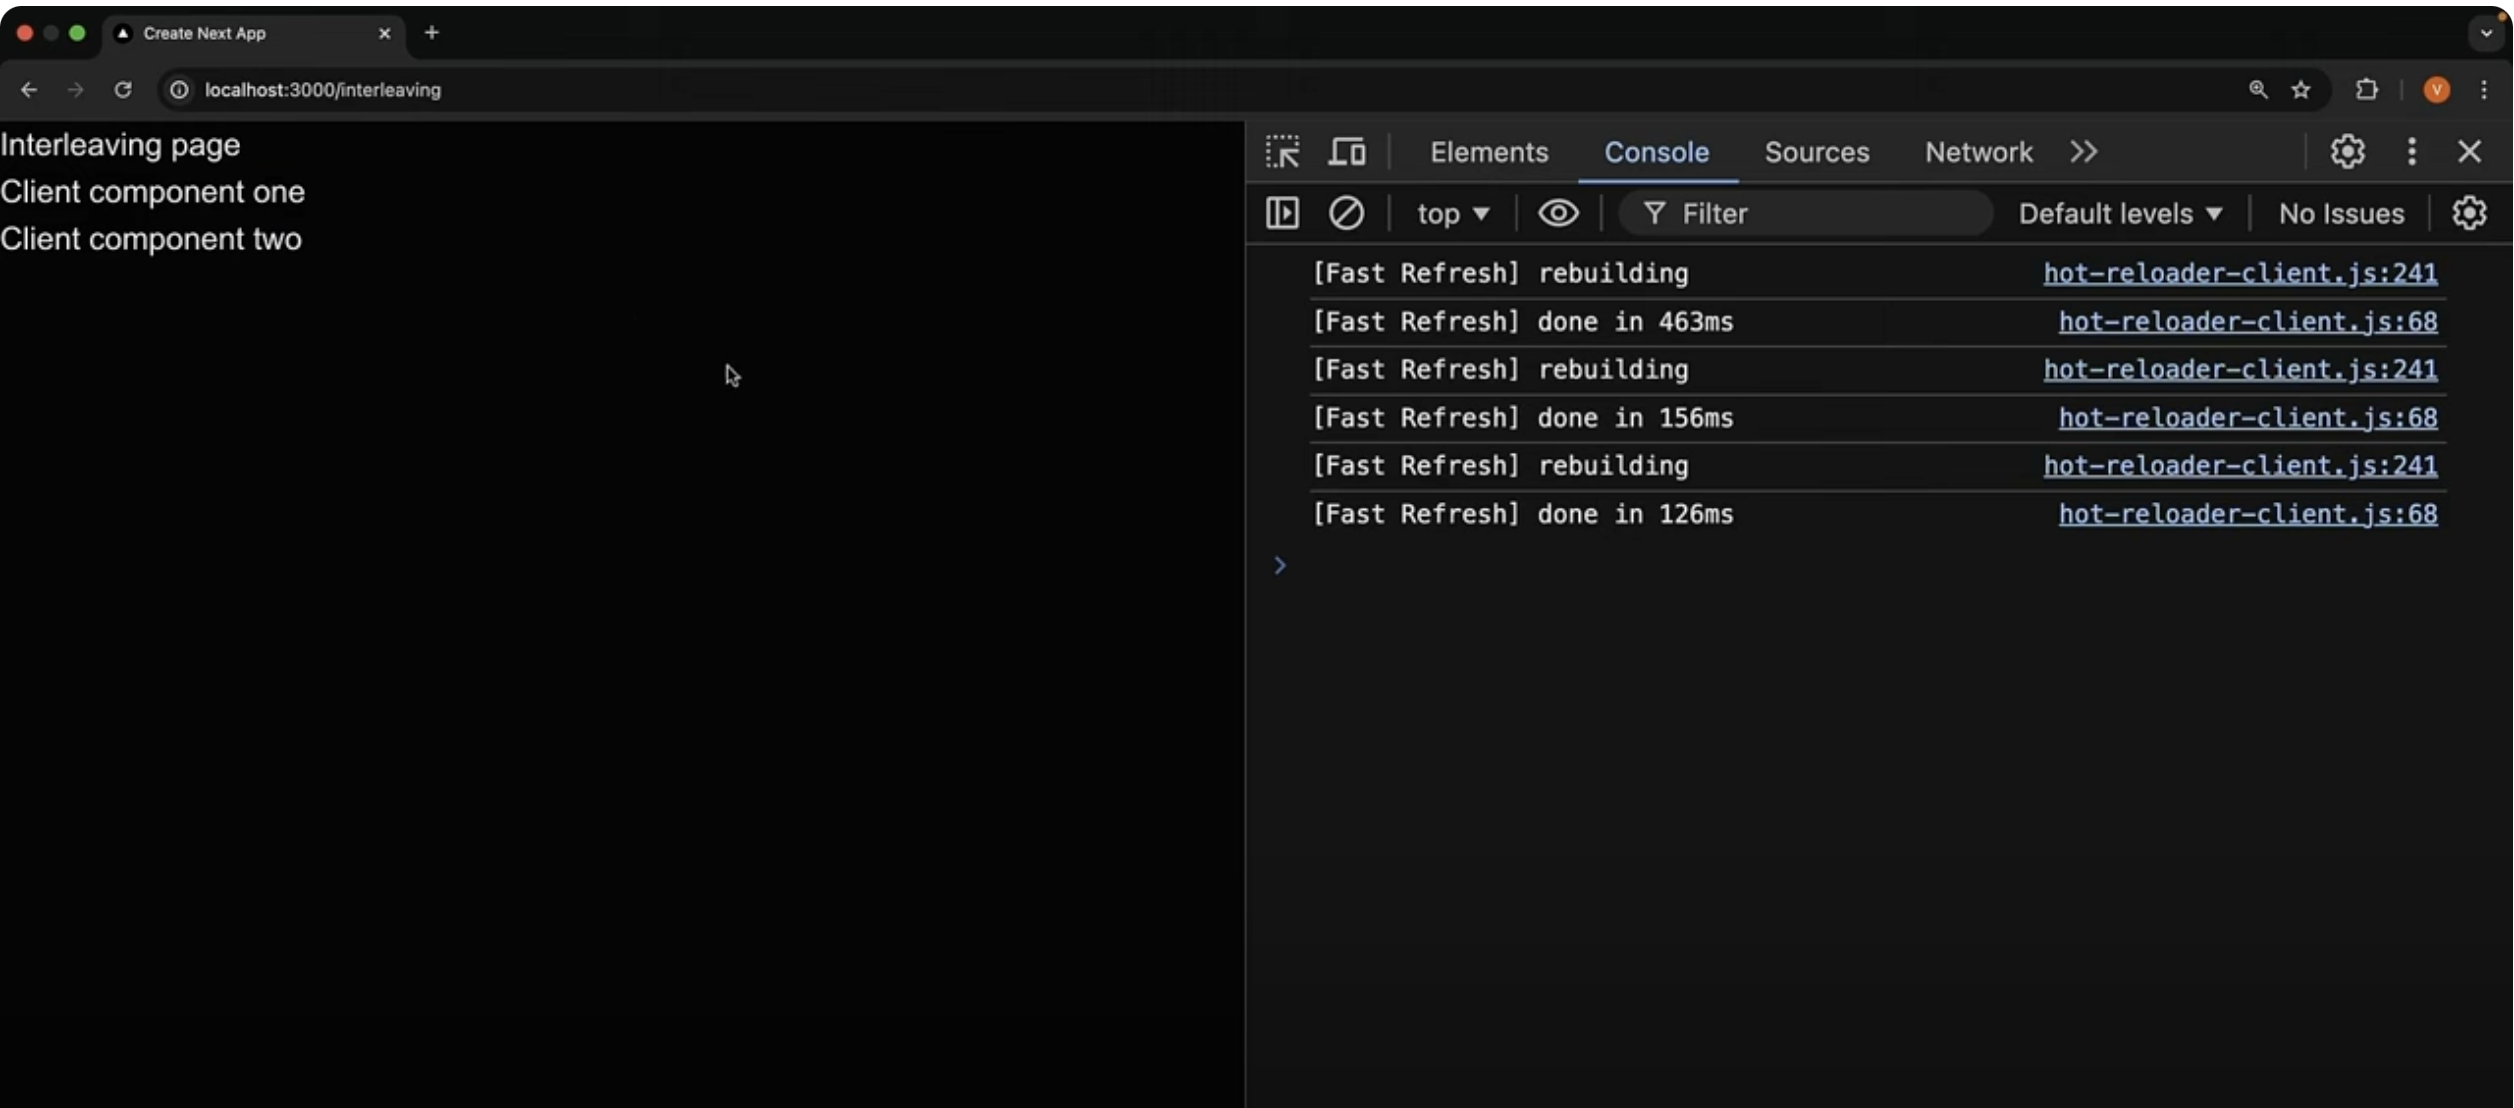 Create Next App
localhost:3000/interleaving
V
Interleaving page
Client component one
Client component two
Elements Console Sources Network
top Filter Default levels No Issues
[Fast Refresh] rebuilding hot-reloader-client.js:241
[Fast Refresh] done in 463ms hot-reloader-client.js:68
[Fast Refresh] rebuilding hot-reloader-client.js:241
[Fast Refresh] done in 156ms hot-reloader-client.js:68
[Fast Refresh] rebuilding hot-reloader-client.js:241
[Fast Refresh] done in 126ms hot-reloader-client.js:68